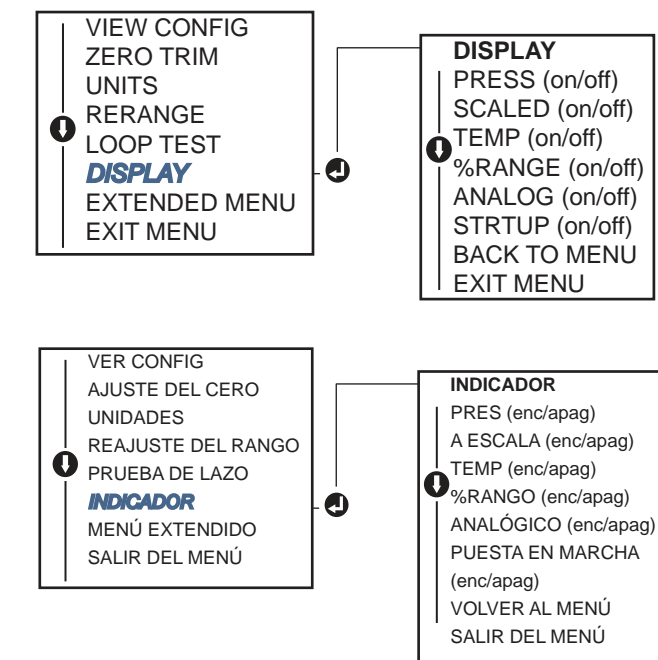 VIEW CONFIG
ZERO TRIM
UNITS
RERANGE
LOOP TEST
DISPLAY
EXTENDED MENU
EXIT MENU
DISPLAY
PRESS (on/off)
SCALED (on/off)
TEMP (on/off)
%RANGE (on/off)
ANALOG (on/off)
STRTUP (on/off)
BACK TO MENU
EXIT MENU
VER CONFIG
AJUSTE DEL CERO
UNIDADES
REAJUSTE DEL RANGO
PRUEBA DE LAZO
INDICADOR
MENÚ EXTENDIDO
SALIR DEL MENÚ
INDICADOR
PRES (enc/apag)
A ESCALA (enc/apag)
TEMP (enc/apag)
%RANGO (enc/apag)
ANALÓGICO (enc/apag)
PUESTA EN MARCHA
(enc/apag)
VOLVER AL MENÚ
SALIR DEL MENÚ